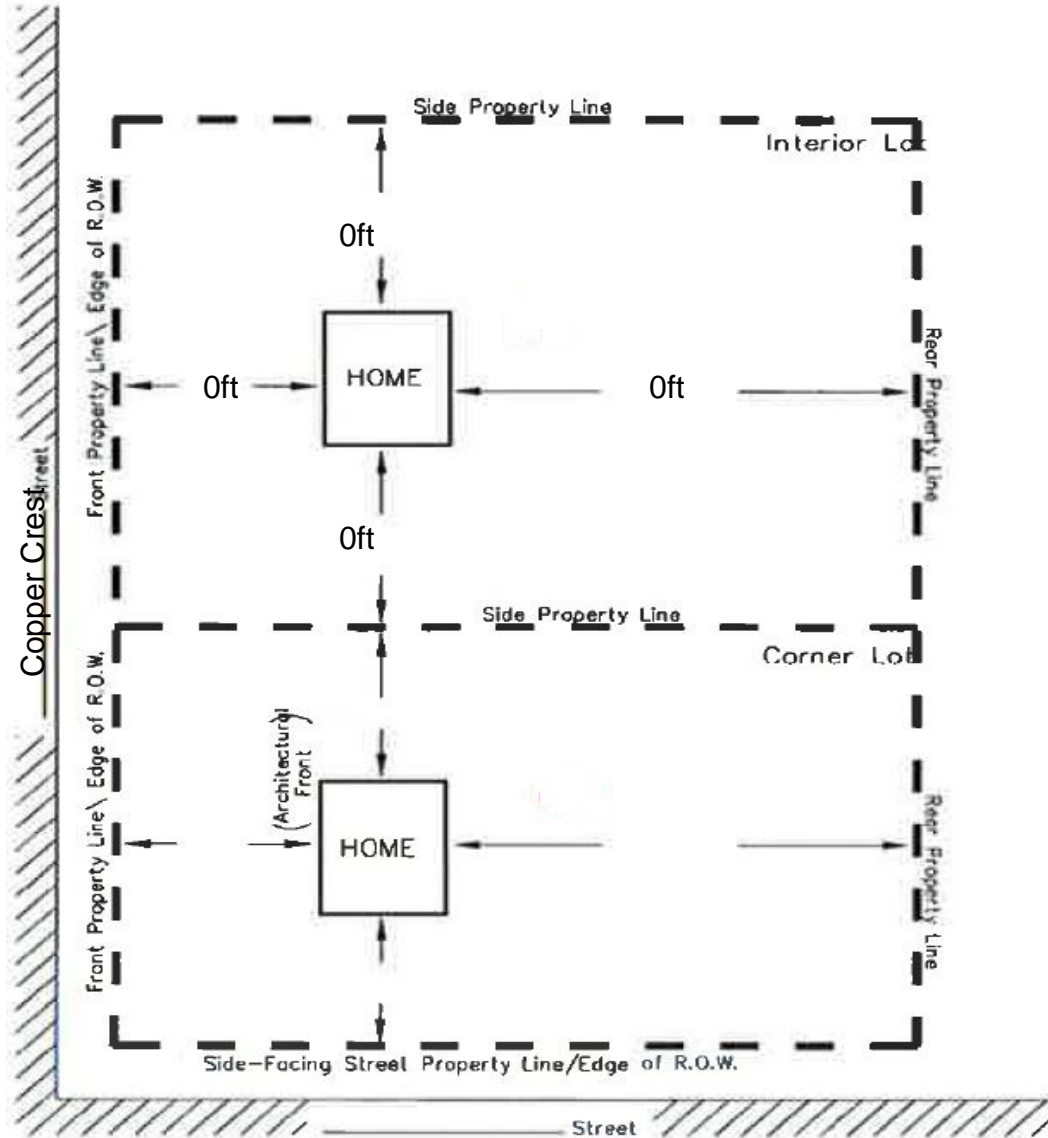 Side Property Line
Interior Lot
Front Property Line\ Edge of R.O.W.
0ft
HOME
0ft
0ft
Rear Property Line
0ft
Copper Crest
Street
Side Property Line
Corner Lot
Front Property Line\ Edge of R.O.W.
(Architectural
Front )
HOME
Rear Property Line
Side-Facing Street Property Line/Edge of R.O.W.
Street